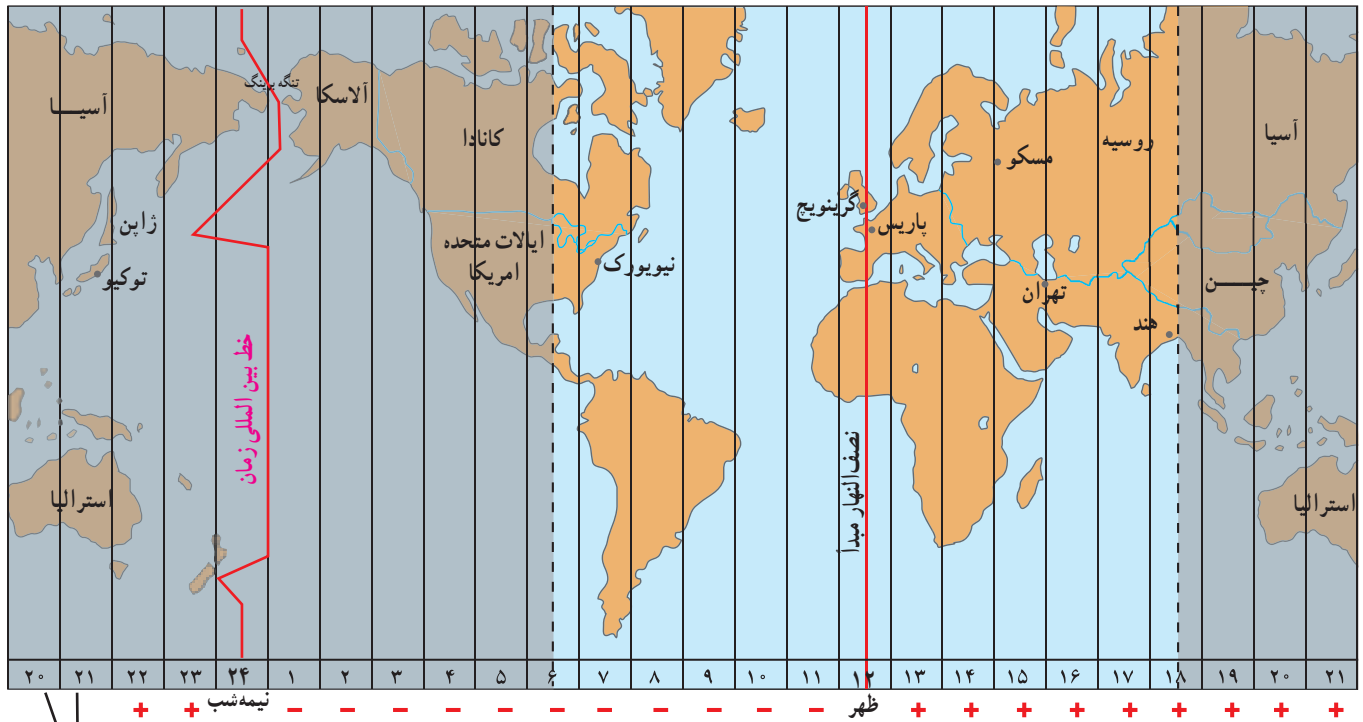 تنگه برینگ
آلاسکا
آسیـــا
کانادا
روسیه
مسکو
آسیا
گرینویچ
پاریس
ژاپن
توکیو
ایالات متحده
امریکا
نیویورک
تهران
چیـــن
هند
خط بین المللی زمان
نصف‌النهار مبدأ
استرالیا
استرالیا
۲۰ ۲۱ ۲۲ ۲۳ ۲۴ ۱ ۲ ۳ ۴ ۵ ۶ ۷ ۸ ۹ ۱۰ ۱۱ ۱۲ ۱۳ ۱۴ ۱۵ ۱۶ ۱۷ ۱۸ ۱۹ ۲۰ ۲۱
+ + نیمه‌شب − − − − − − − − − − − ظهر + + + + + + + + +